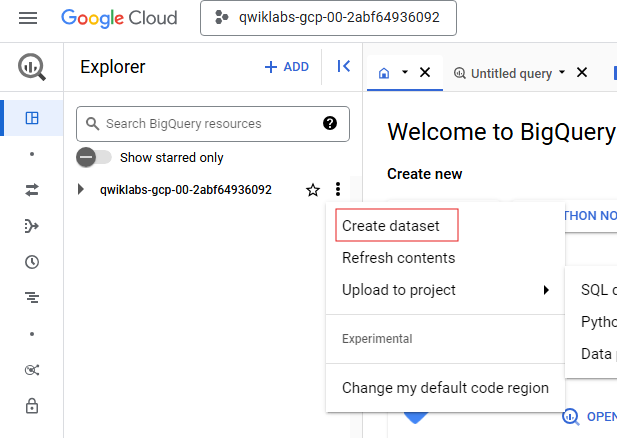 Google Cloud
qwiklabs-gcp-00-2abf64936092
Explorer
+ ADD
Untitled query
Search BigQuery resources
Show starred only
Welcome to BigQuery
Create new
qwiklabs-gcp-00-2abf64936092
Create dataset
Refresh contents
Upload to project
Experimental
Change my default code region
THON NO
SQL
Pytho
Data
OPEN